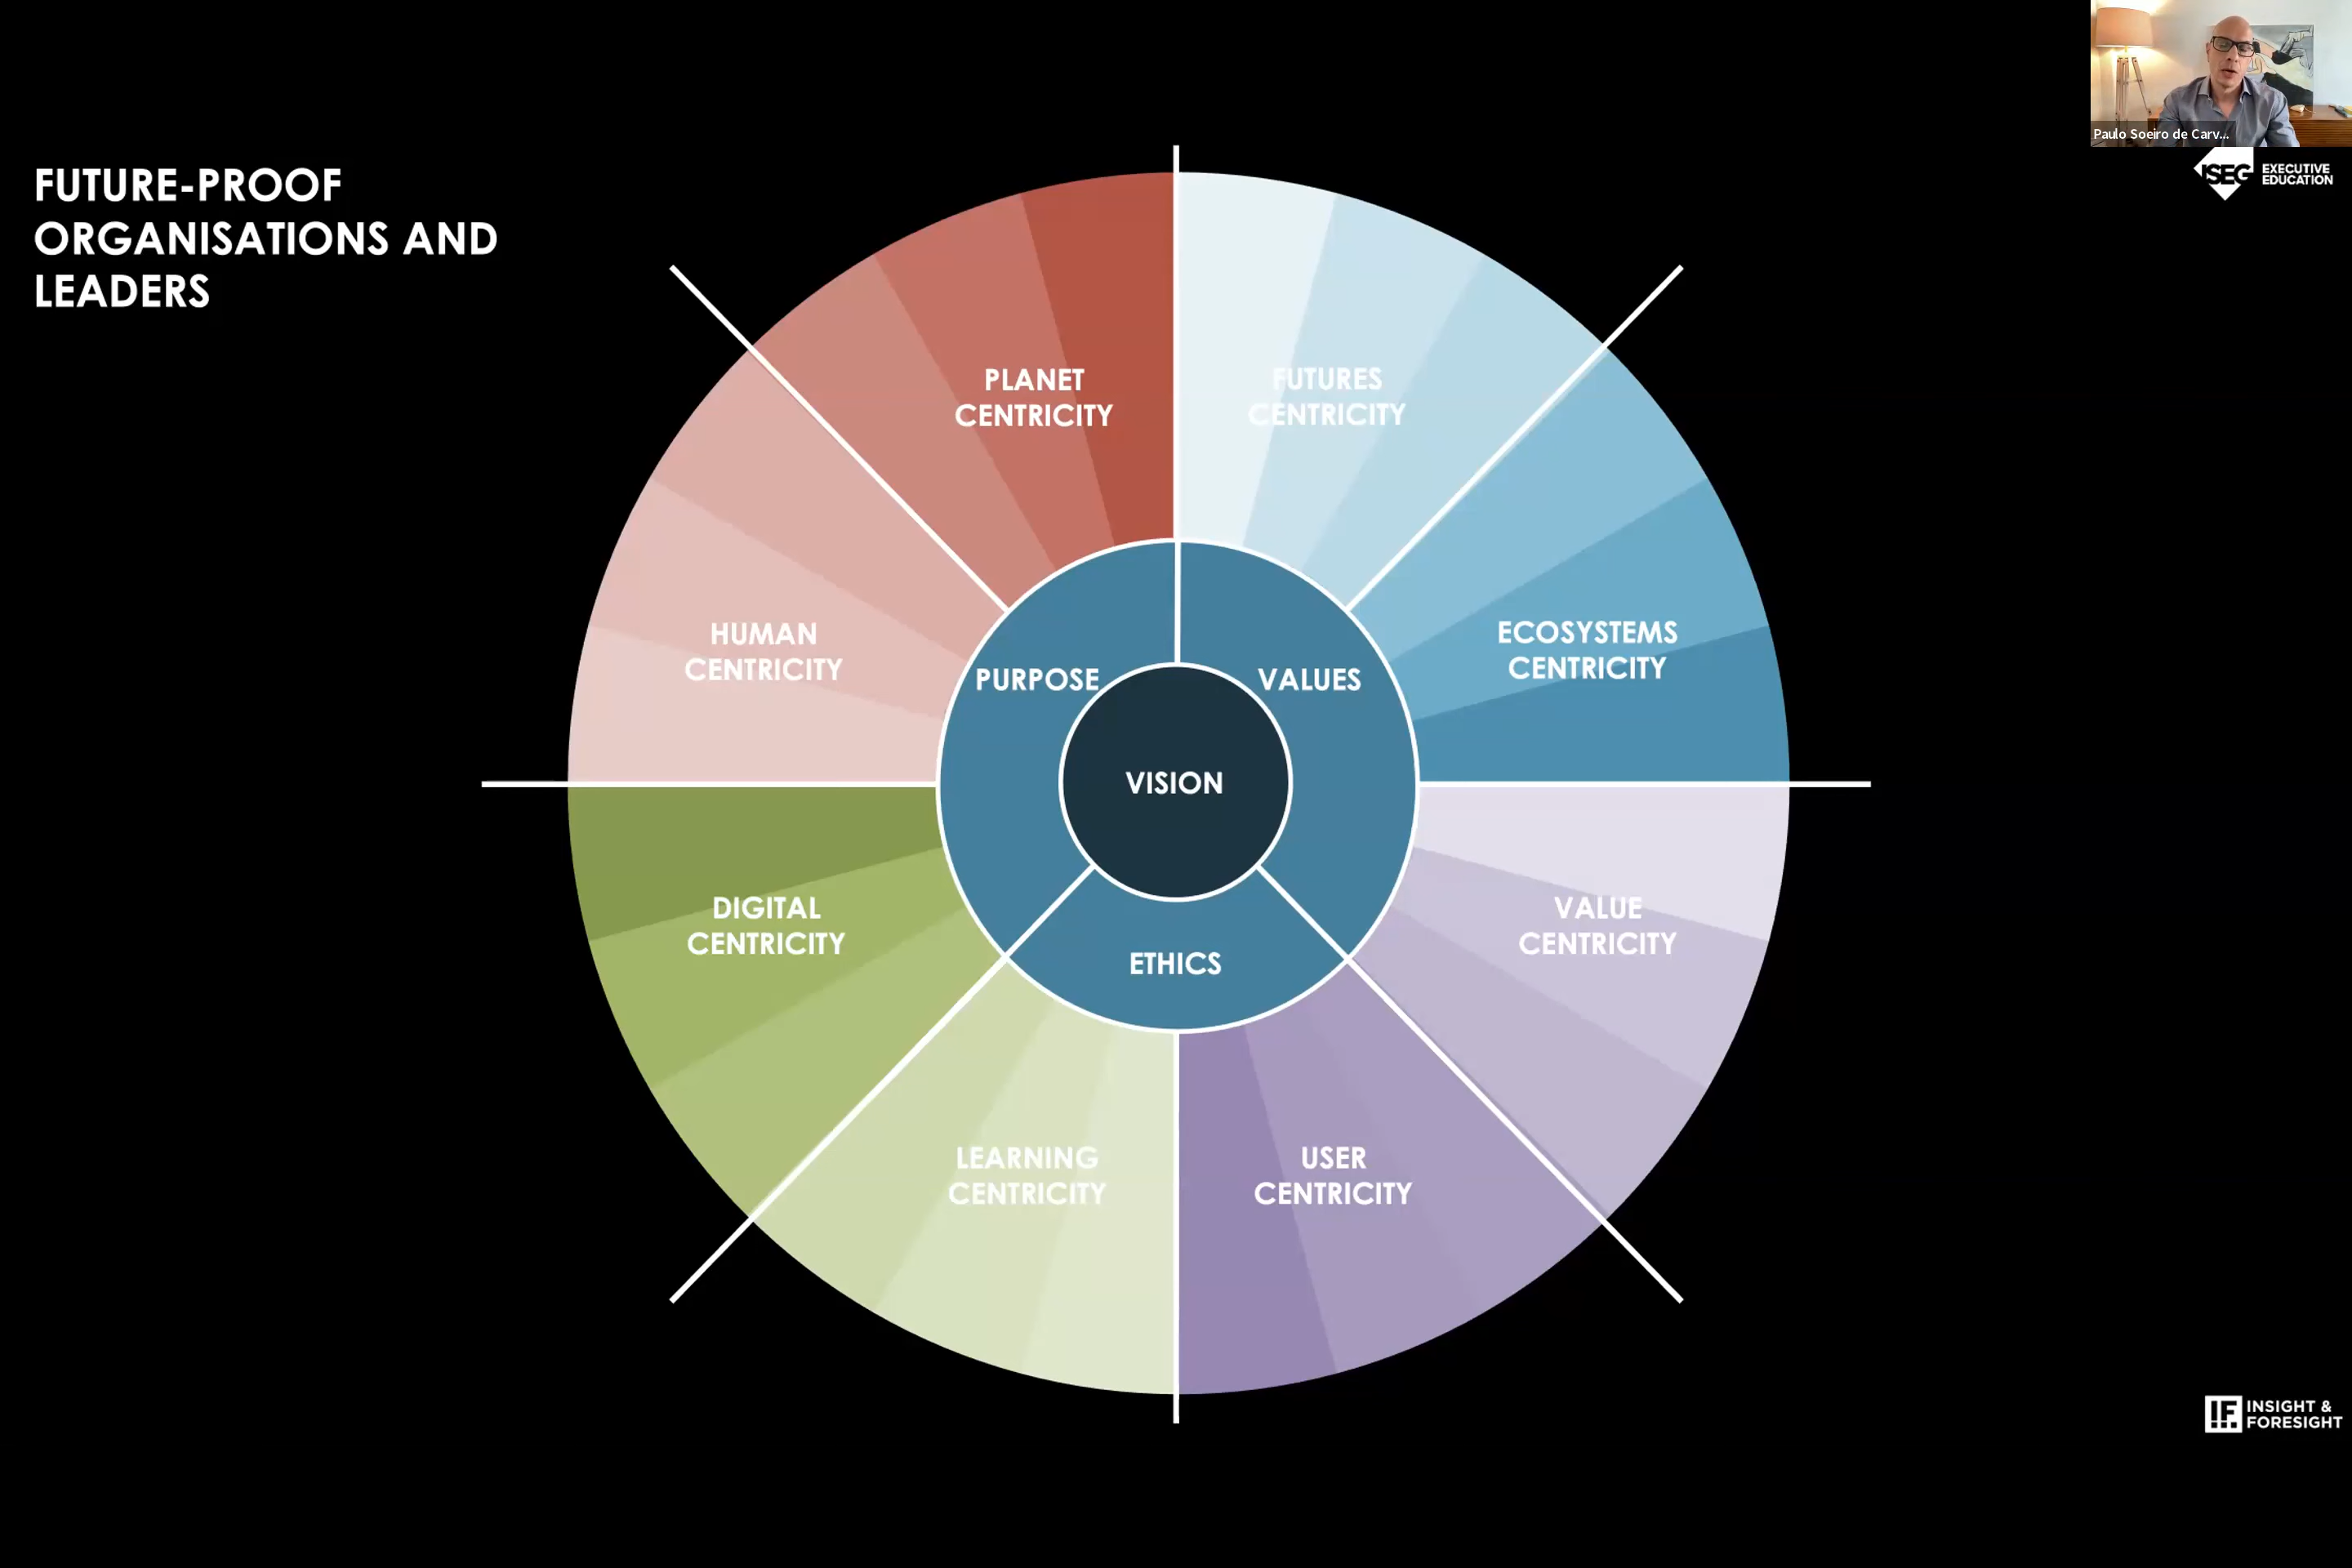 Paulo Soeiro de Carv...
ISEG
EXECUTIVE
EDUCATION
FUTURE-PROOF
ORGANISATIONS AND
LEADERS
PLANET
CENTRICITY
FUTURES
CENTRICITY
HUMAN
CENTRICITY
ECOSYSTEMS
CENTRICITY
PURPOSE
VALUES
VISION
DIGITAL
CENTRICITY
VALUE
CENTRICITY
ETHICS
LEARNING
CENTRICITY
USER
CENTRICITY
IF
INSIGHT &
FORESIGHT